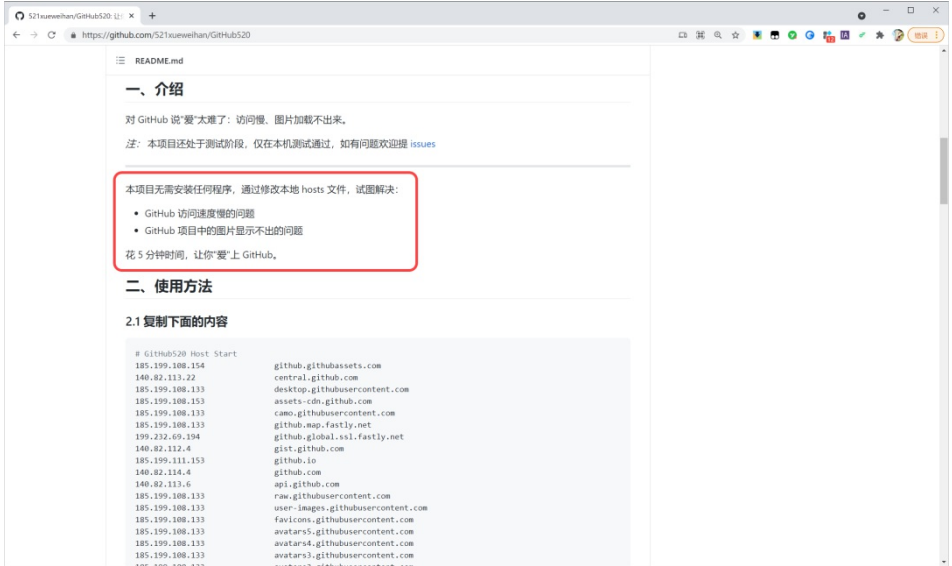 521xueweihan/GitHub520: 让
https://github.com/521xueweihan/GitHub520
错误
README.md
一、介绍
对 GitHub 说"爱"太难了：访问慢、图片加载不出来。
注： 本项目还处于测试阶段，仅在本机测试通过，如有问题欢迎提 issues
本项目无需安装任何程序，通过修改本地 hosts 文件，试图解决：
GitHub 访问速度慢的问题
GitHub 项目中的图片显示不出的问题
花 5 分钟时间，让你"爱"上 GitHub。
二、使用方法
2.1 复制下面的内容
# GitHub520 Host Start
185.199.108.154 github.githubassets.com
140.82.113.22 central.github.com
185.199.108.133 desktop.githubusercontent.com
185.199.108.153 assets-cdn.github.com
185.199.108.133 camo.githubusercontent.com
185.199.108.133 github.map.fastly.net
199.232.69.194 github.global.ssl.fastly.net
140.82.112.4 gist.github.com
185.199.111.153 github.io
140.82.114.4 github.com
140.82.113.6 api.github.com
185.199.108.133 raw.githubusercontent.com
185.199.108.133 user-images.githubusercontent.com
185.199.108.133 favicons.githubusercontent.com
185.199.108.133 avatars5.githubusercontent.com
185.199.108.133 avatars4.githubusercontent.com
185.199.108.133 avatars3.githubusercontent.com